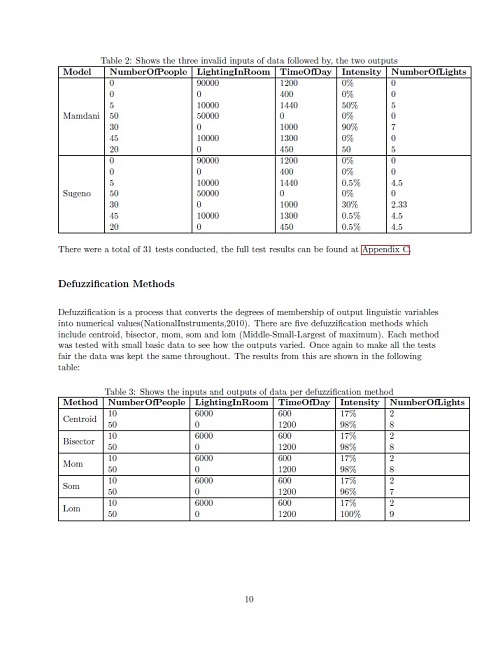 Table 2: Shows the three invalid inputs of data followed by, the two outputs
Model NumberOfPeople LightingInRoom TimeOfDay Intensity NumberOfLights
0 90000 1200 0% 0
0 0 400 0% 0
5 10000 1440 50% 5
Mamdani 50 50000 0 0% 0
30 0 1000 90% 7
45 10000 1300 0% 0
20 0 450 50 5
0 90000 1200 0% 0
0 0 400 0% 0
5 10000 1440 0.5% 4.5
Sugeno 50 50000 0 0% 0
30 0 1000 30% 2.33
45 10000 1300 0.5% 4.5
20 0 450 0.5% 4.5
There were a total of 31 tests conducted, the full test results can be found at Appendix C.
Defuzzification Methods
Defuzzification is a process that converts the degrees of membership of output linguistic variables
into numerical values(NationalInstruments,2010). There are five defuzzification methods which
include centroid, bisector, mom, som and lom (Middle-Small-Largest of maximum). Each method
was tested with small basic data to see how the outputs varied. Once again to make all the tests
fair the data was kept the same throughout. The results from this are shown in the following
table:
Table 3: Shows the inputs and outputs of data per defuzzification method
Method NumberOfPeople LightingInRoom TimeOfDay Intensity NumberOfLights
Centroid 10 6000 600 17% 2
50 0 1200 98% 8
Bisector 10 6000 600 17% 2
50 0 1200 98% 8
Mom 10 6000 600 17% 2
50 0 1200 98% 8
Som 10 6000 600 17% 2
50 0 1200 96% 7
Lom 10 6000 600 17% 2
50 0 1200 100% 9
10